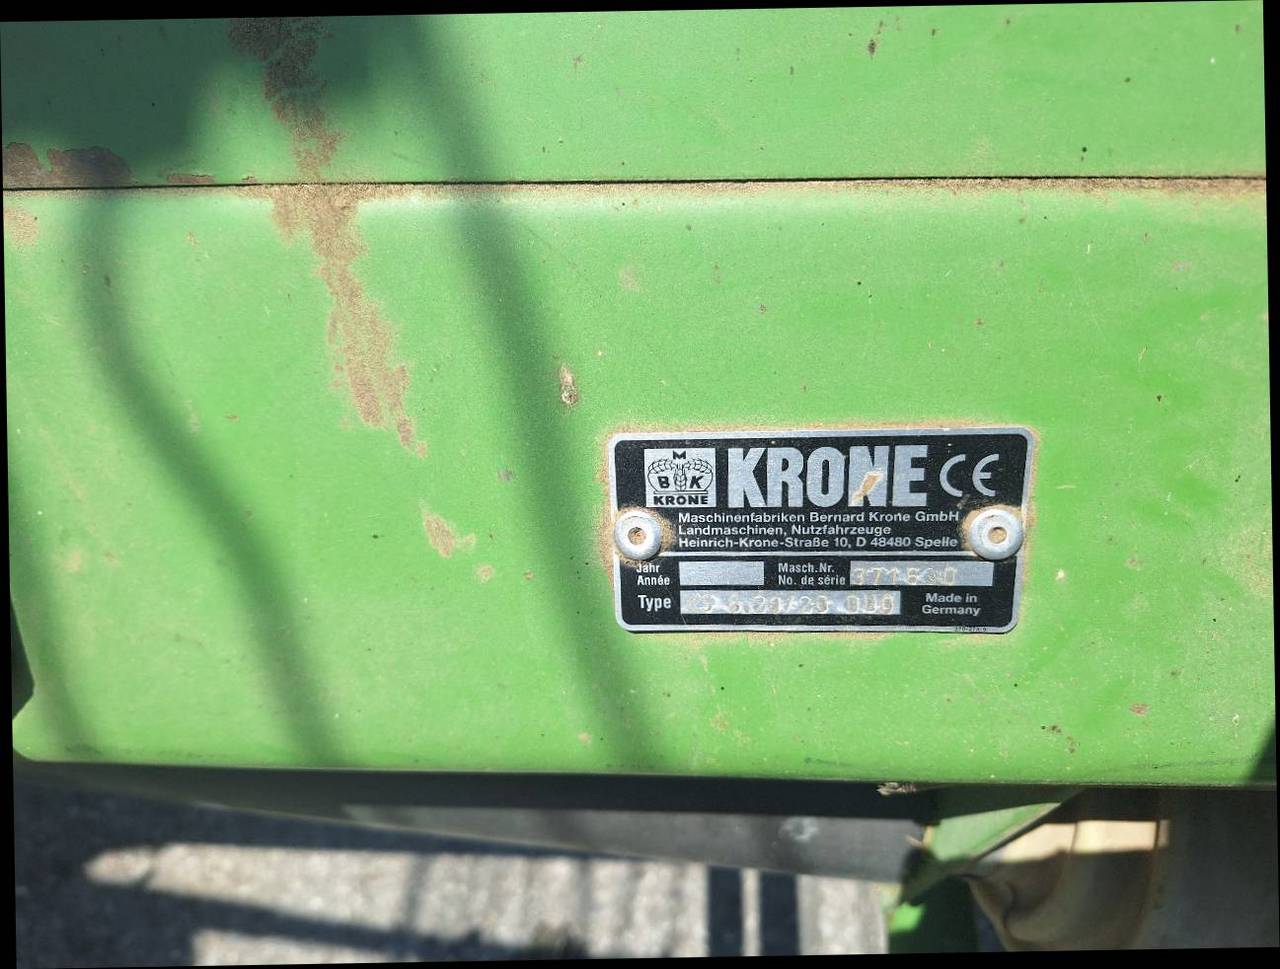 M
B K
KRONE
KRONE CE
Maschinenfabriken Bernard Krone GmbH
Landmaschinen, Nutzfahrzeuge
Heinrich-Krone-Straße 10, D 48480 Spelle
Jahr
Année
Masch.Nr.
No. de série
Type DUO
Made in
Germany